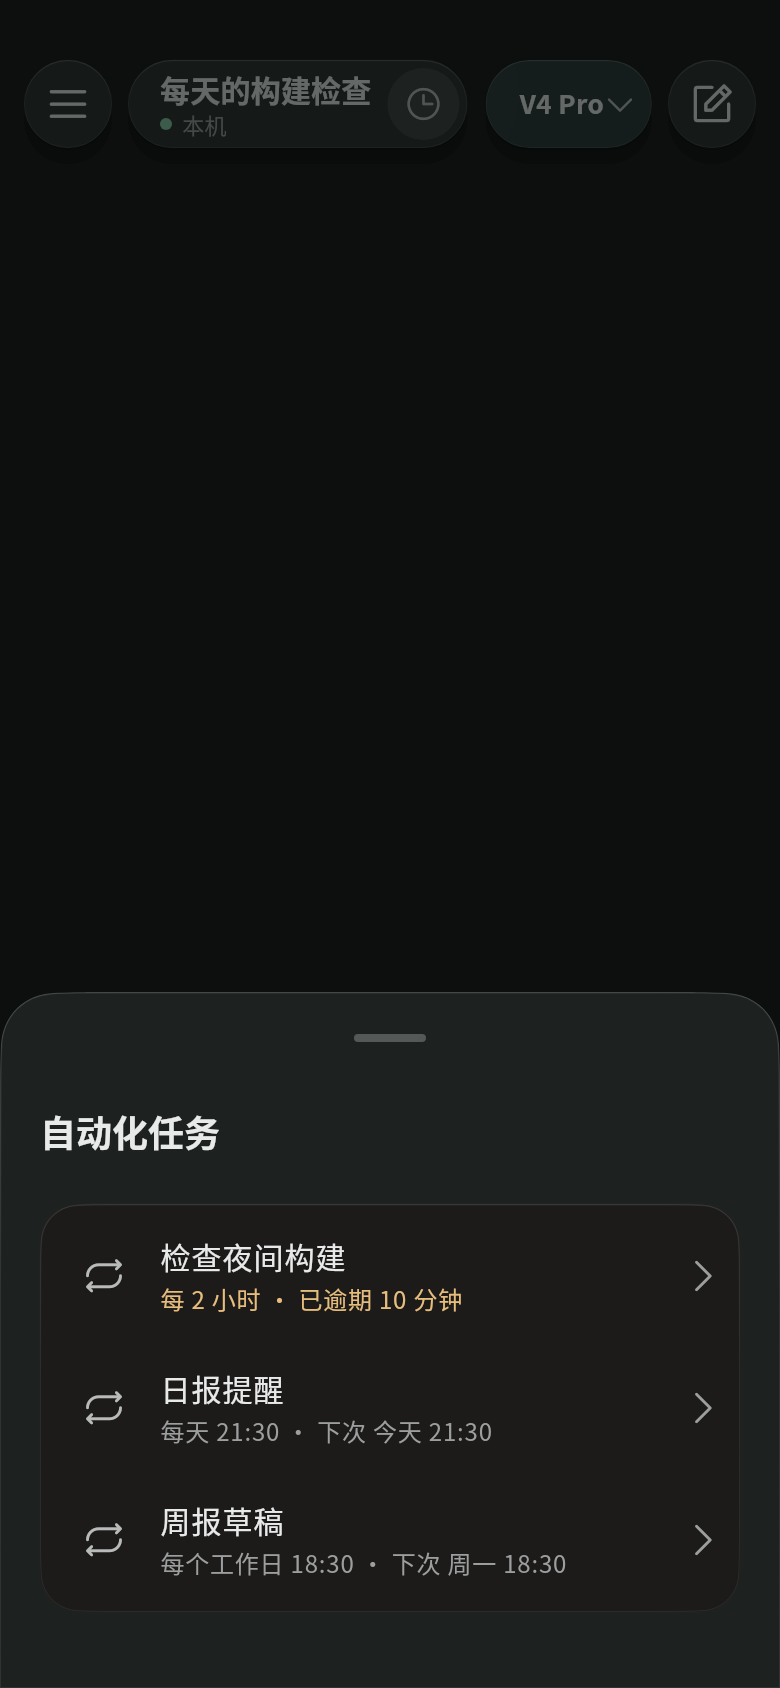 每天的构建检查
本机
V4 Pro
自动化任务
检查夜间构建
每 2 小时 · 已逾期 10 分钟
日报提醒
每天 21:30 · 下次 今天 21:30
周报草稿
每个工作日 18:30 · 下次 周一 18:30